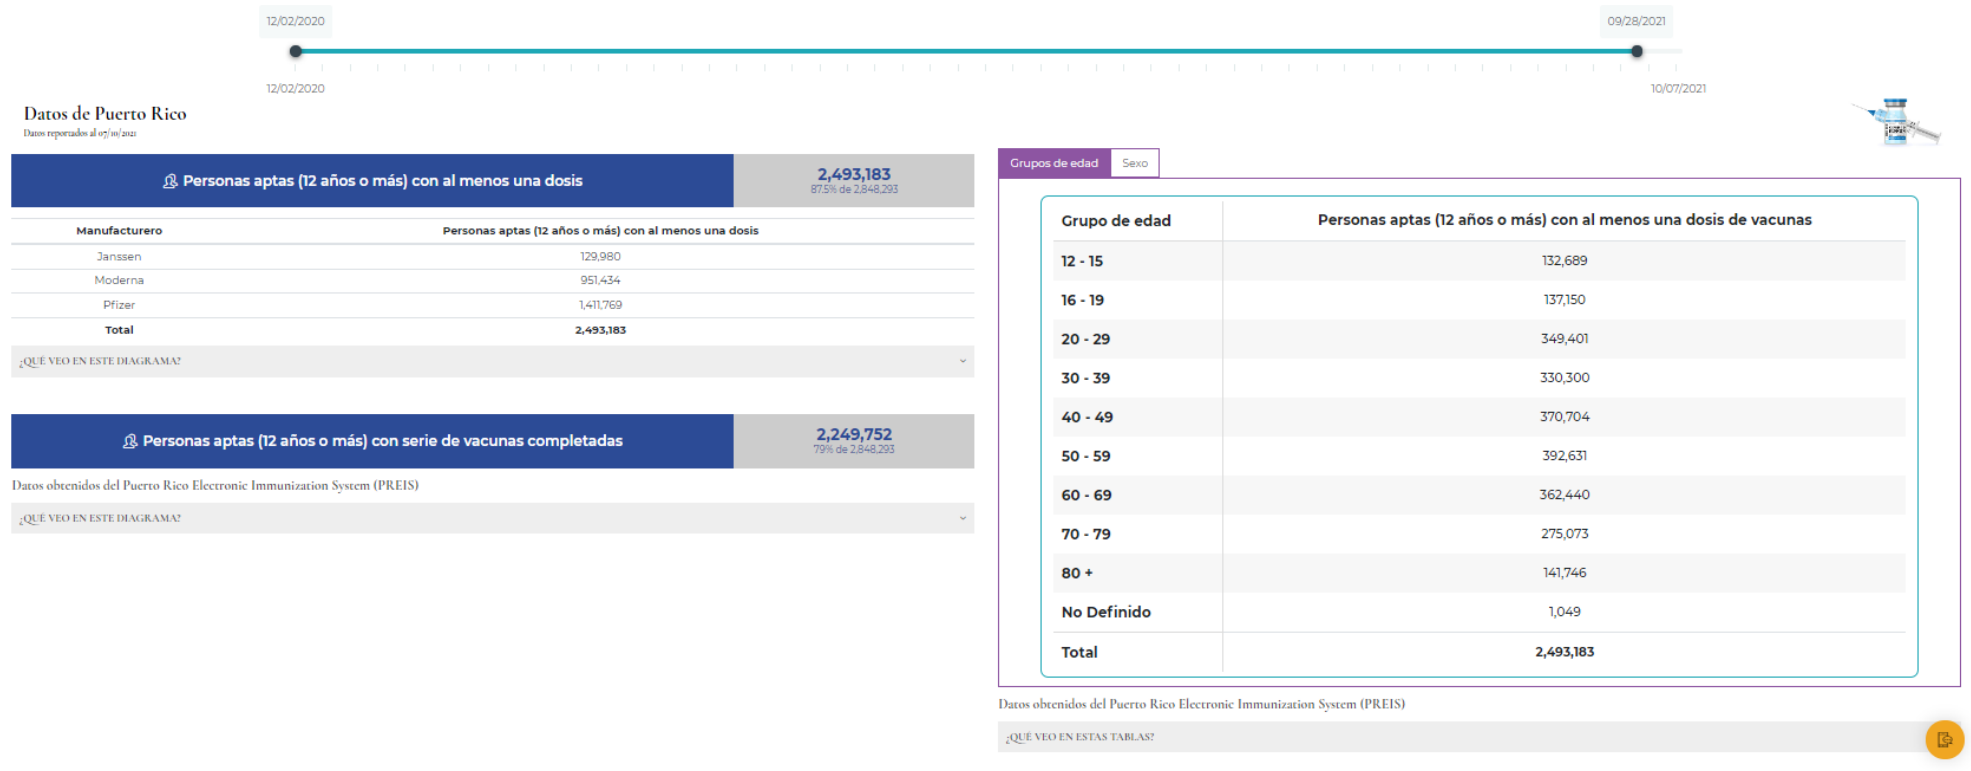 12/02/2020
09/28/2021
12/02/2020
10/07/2021
Datos de Puerto Rico
Datos reportados al 07/10/2021
Personas aptas (12 años o más) con al menos una dosis
2,493,183
87.5% de 2,848,293
Manufacturero Personas aptas (12 años o más) con al menos una dosis
Janssen 129,980
Moderna 951,434
Pfizer 1,411,769
Total 2,493,183
¿QUÉ VEO EN ESTE DIAGRAMA?
Personas aptas (12 años o más) con serie de vacunas completadas
2,249,752
79% de 2,848,293
Datos obtenidos del Puerto Rico Electronic Immunization System (PREIS)
¿QUÉ VEO EN ESTE DIAGRAMA?
Grupos de edad Sexo
Grupo de edad Personas aptas (12 años o más) con al menos una dosis de vacunas
12 - 15 132,689
16 - 19 137,150
20 - 29 349,401
30 - 39 330,300
40 - 49 370,704
50 - 59 392,631
60 - 69 362,440
70 - 79 275,073
80 + 141,746
No Definido 1,049
Total 2,493,183
Datos obtenidos del Puerto Rico Electronic Immunization System (PREIS)
¿QUÉ VEO EN ESTAS TABLAS?